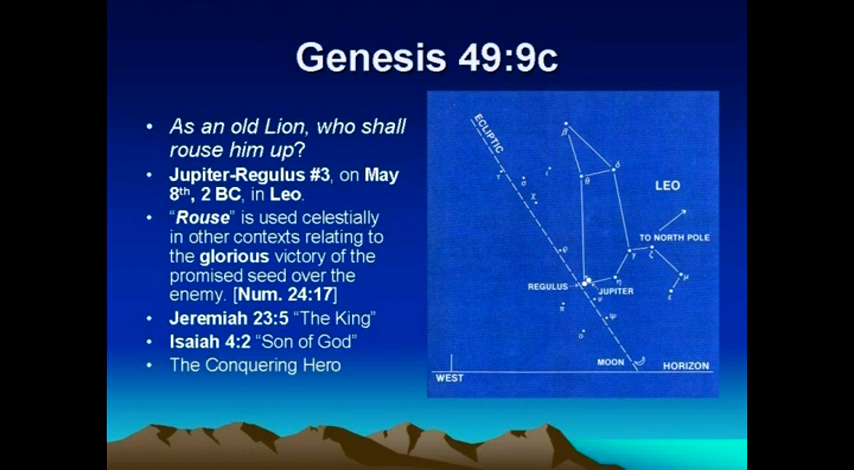 Genesis 49:9c
• As an old Lion, who shall
rouse him up?
• Jupiter-Regulus #3, on May
8th, 2 BC, in Leo.
• “Rouse” is used celestially
in other contexts relating to
the glorious victory of the
promised seed over the
enemy. [Num. 24:17]
• Jeremiah 23:5 “The King”
• Isaiah 4:2 “Son of God”
• The Conquering Hero
ECLIPTIC
β
δ
θ
ι
τ
σ
χ
LEO
TO NORTH POLE
γ
ζ
ϱ
μ
ε
η
REGULUS
JUPITER
ν
π
ψ
ο
MOON
HORIZON
WEST